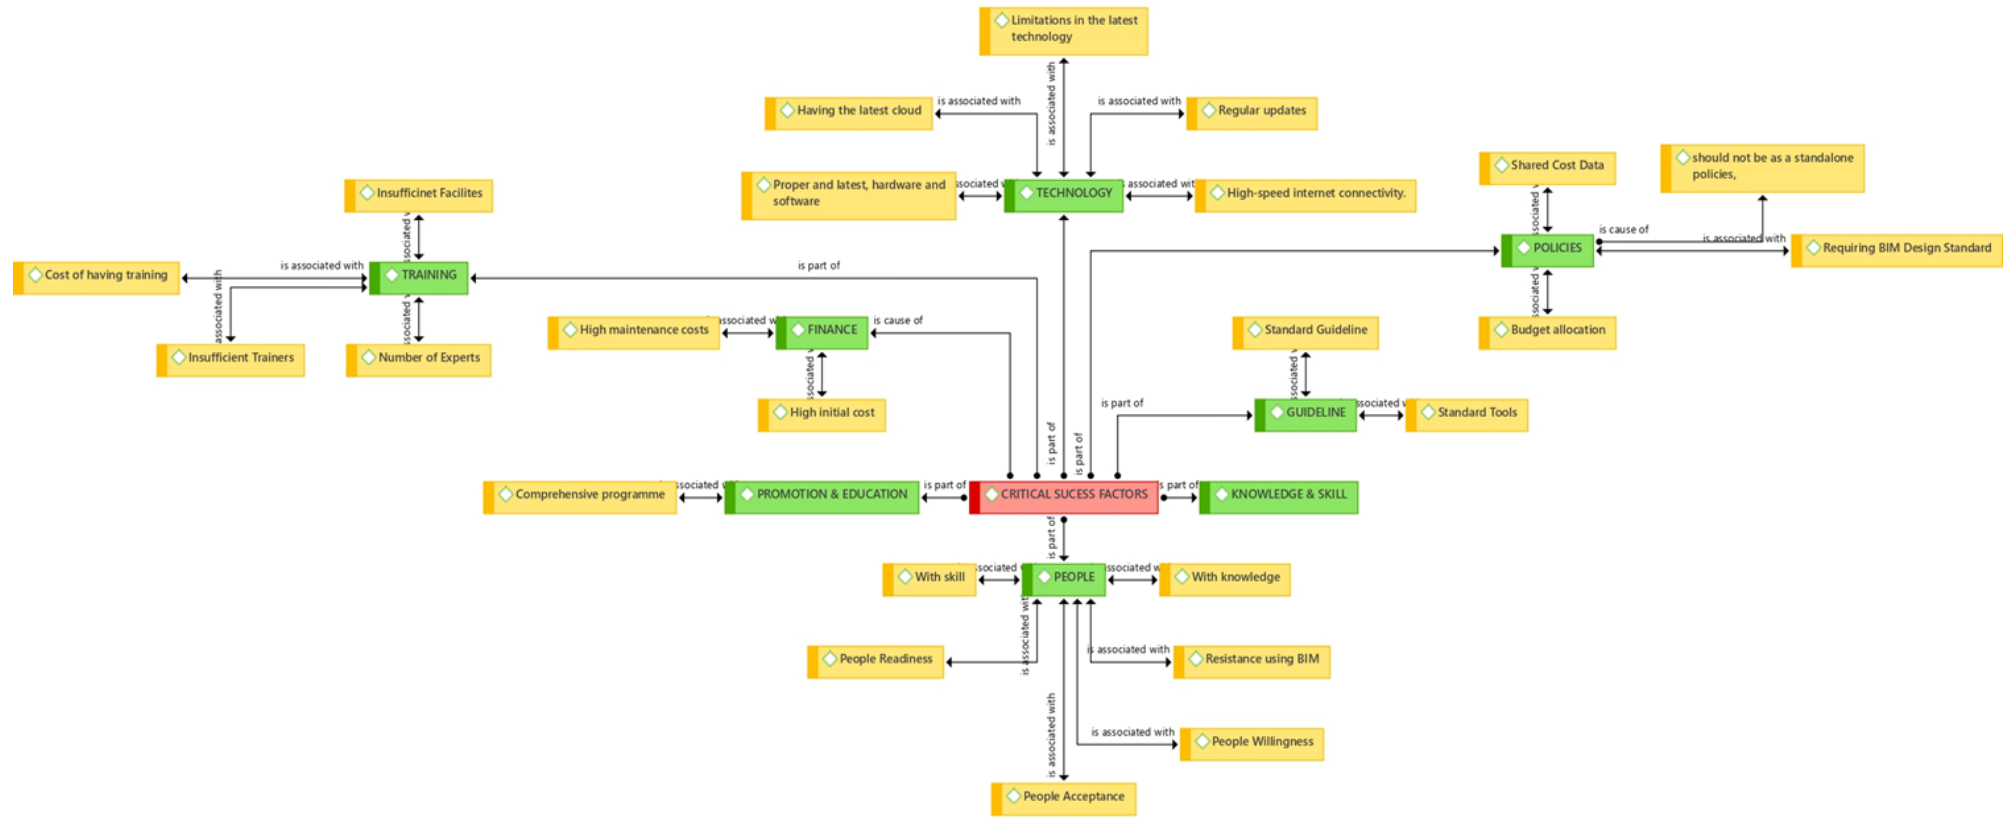 Limitations in the latest
technology
is associated with
Having the latest cloud
is associated with
is associated with
Regular updates
Proper and latest, hardware and
software
TECHNOLOGY
High-speed internet connectivity.
Shared Cost Data
should not be as a standalone
policies,
POLICIES
is cause of
is associated with
Requiring BIM Design Standard
Budget allocation
Insufficinet Facilites
Cost of having training
is associated with
TRAINING
is part of
associated with
Insufficient Trainers
Number of Experts
High maintenance costs
FINANCE
is cause of
High initial cost
Standard Guideline
is part of
GUIDELINE
Standard Tools
is part of
is part of
Comprehensive programme
PROMOTION & EDUCATION
is part of
CRITICAL SUCESS FACTORS
is part of
KNOWLEDGE & SKILL
is part of
With skill
PEOPLE
With knowledge
is associated with
People Readiness
is associated with
Resistance using BIM
is associated with
is associated with
People Willingness
People Acceptance